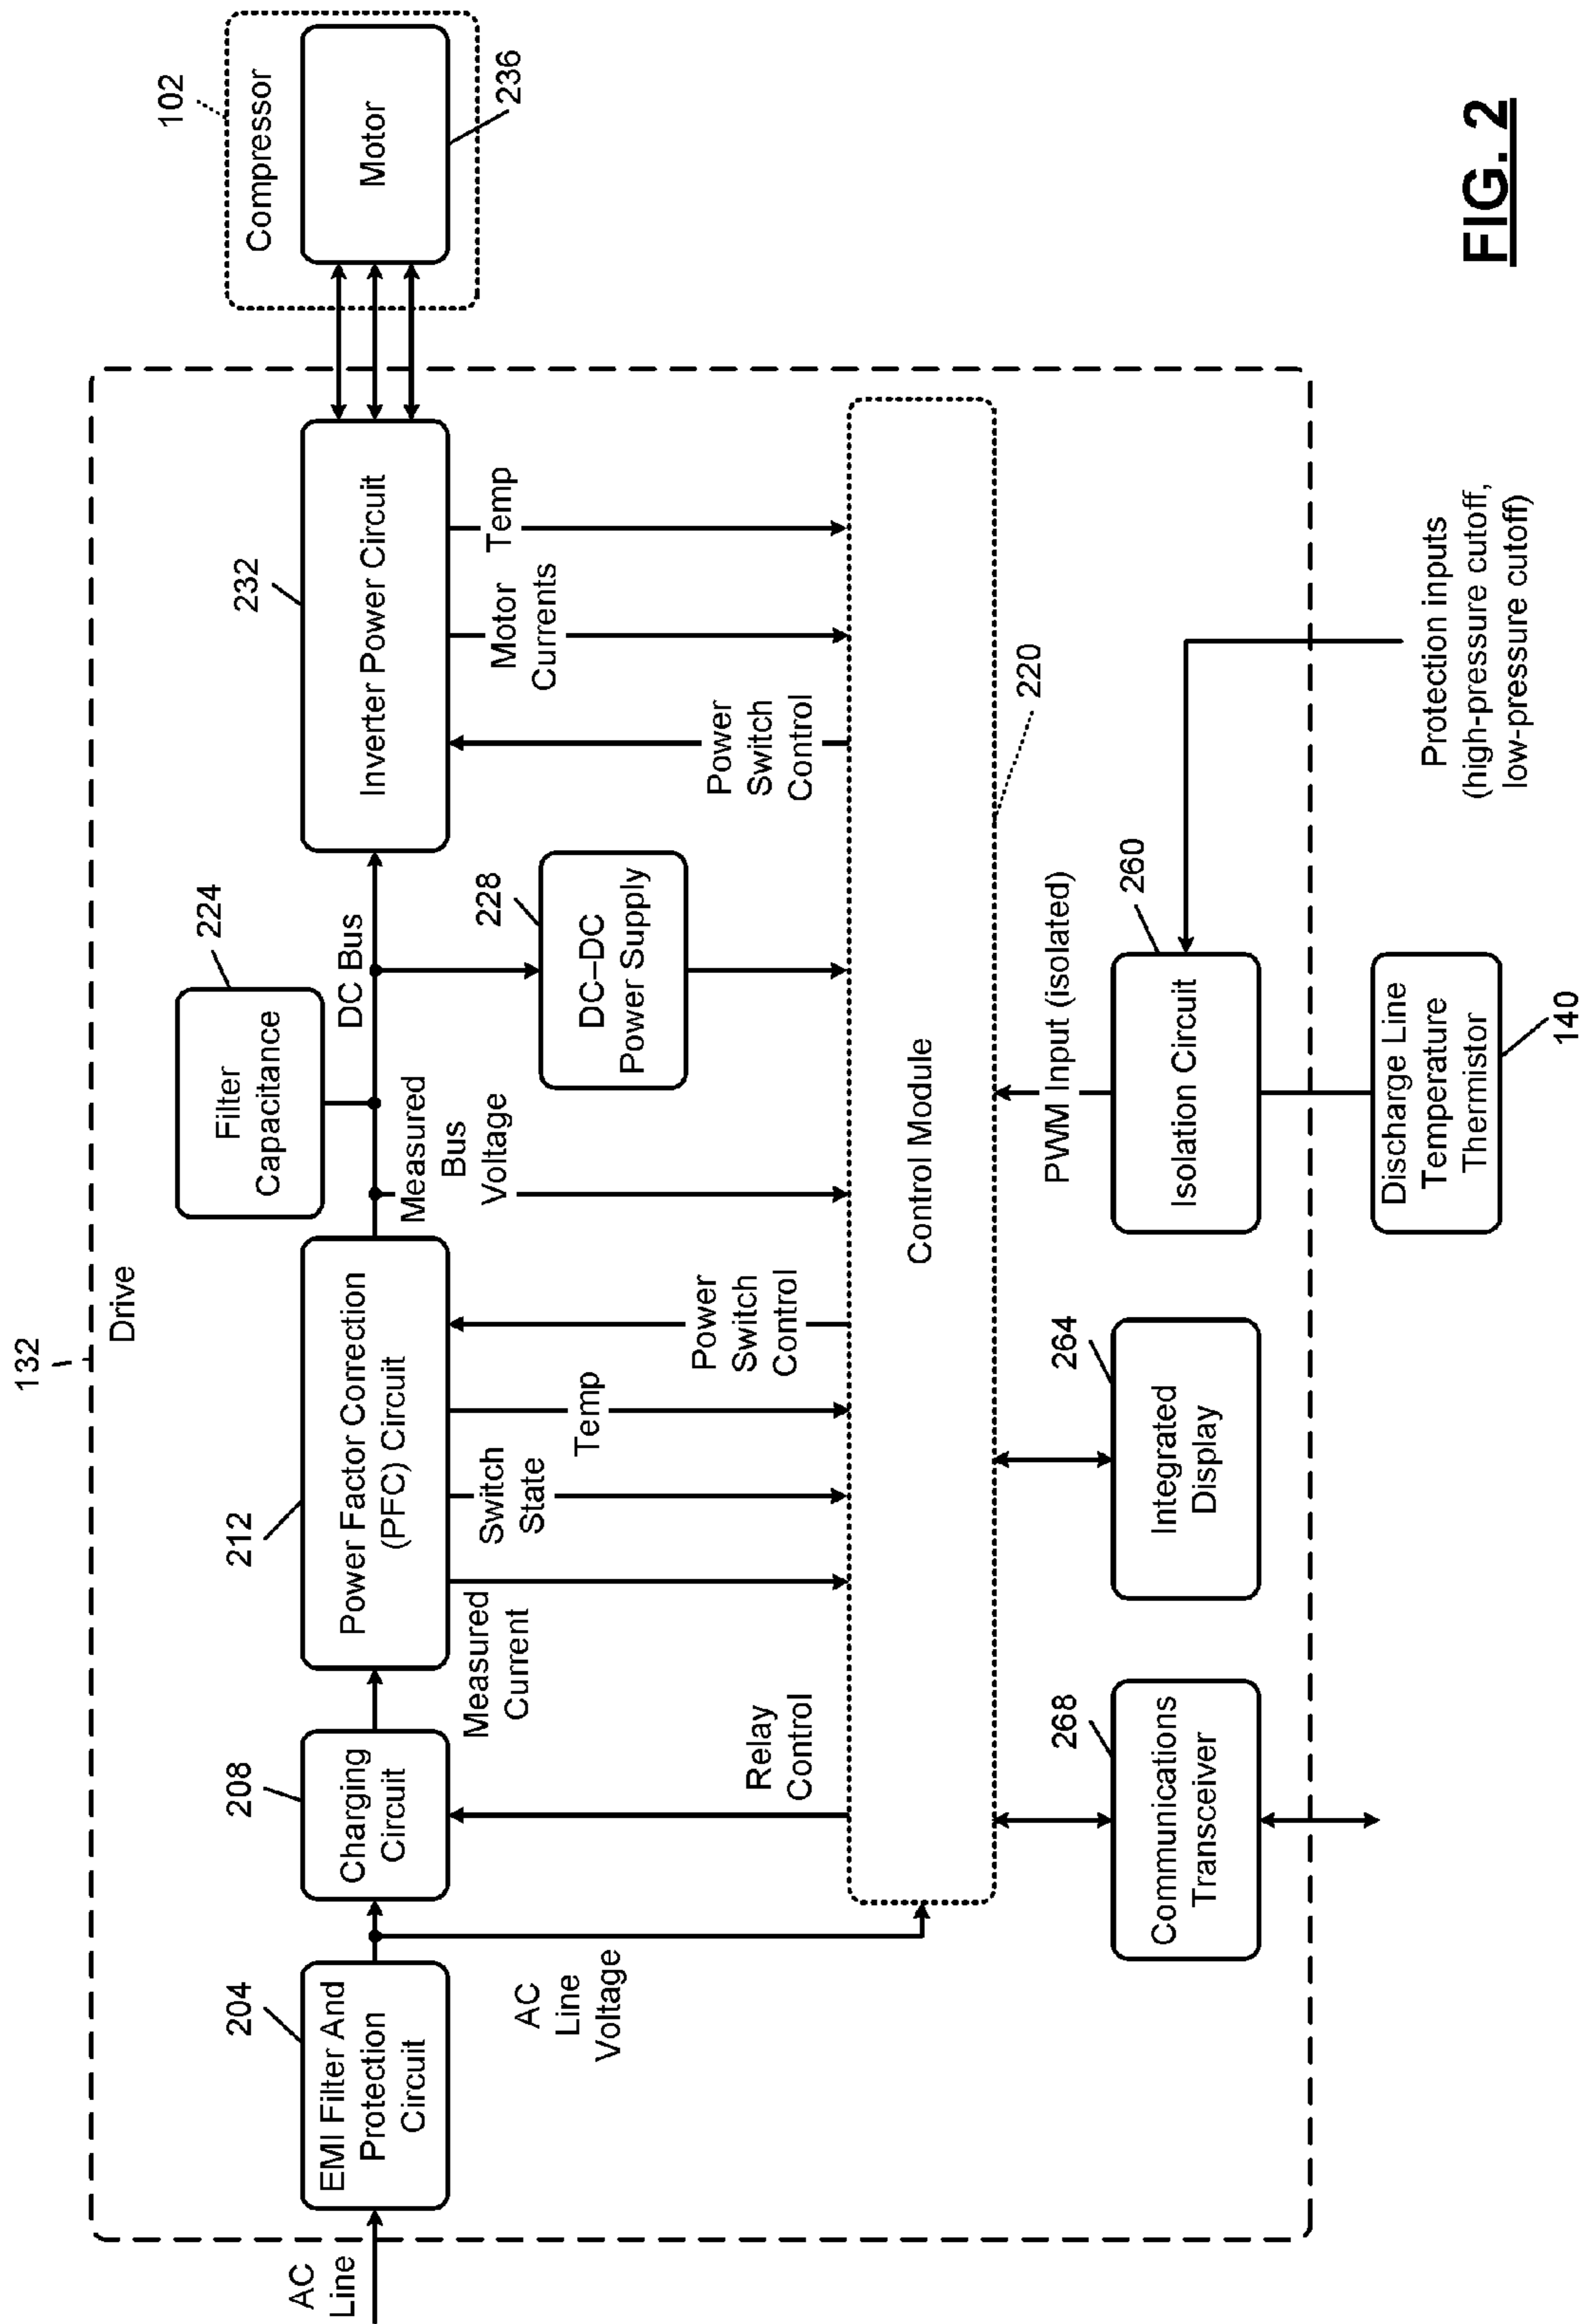 132
Drive
102
Compressor
Motor
236
AC
Line
204
EMI Filter And
Protection
Circuit
208
Charging
Circuit
212
Power Factor Correction
(PFC) Circuit
224
Filter
Capacitance
DC Bus
232
Inverter Power Circuit
AC
Line
Voltage
Relay
Control
Measured
Current
Switch
State
Temp
Power
Switch
Control
Measured
Bus
Voltage
228
DC–DC
Power Supply
Power
Switch
Control
Motor
Currents
Temp
Control Module
220
268
Communications
Transceiver
264
Integrated
Display
PWM Input (isolated)
260
Isolation Circuit
Discharge Line
Temperature
Thermistor
140
Protection inputs
(high-pressure cutoff,
low-pressure cutoff)
FIG. 2